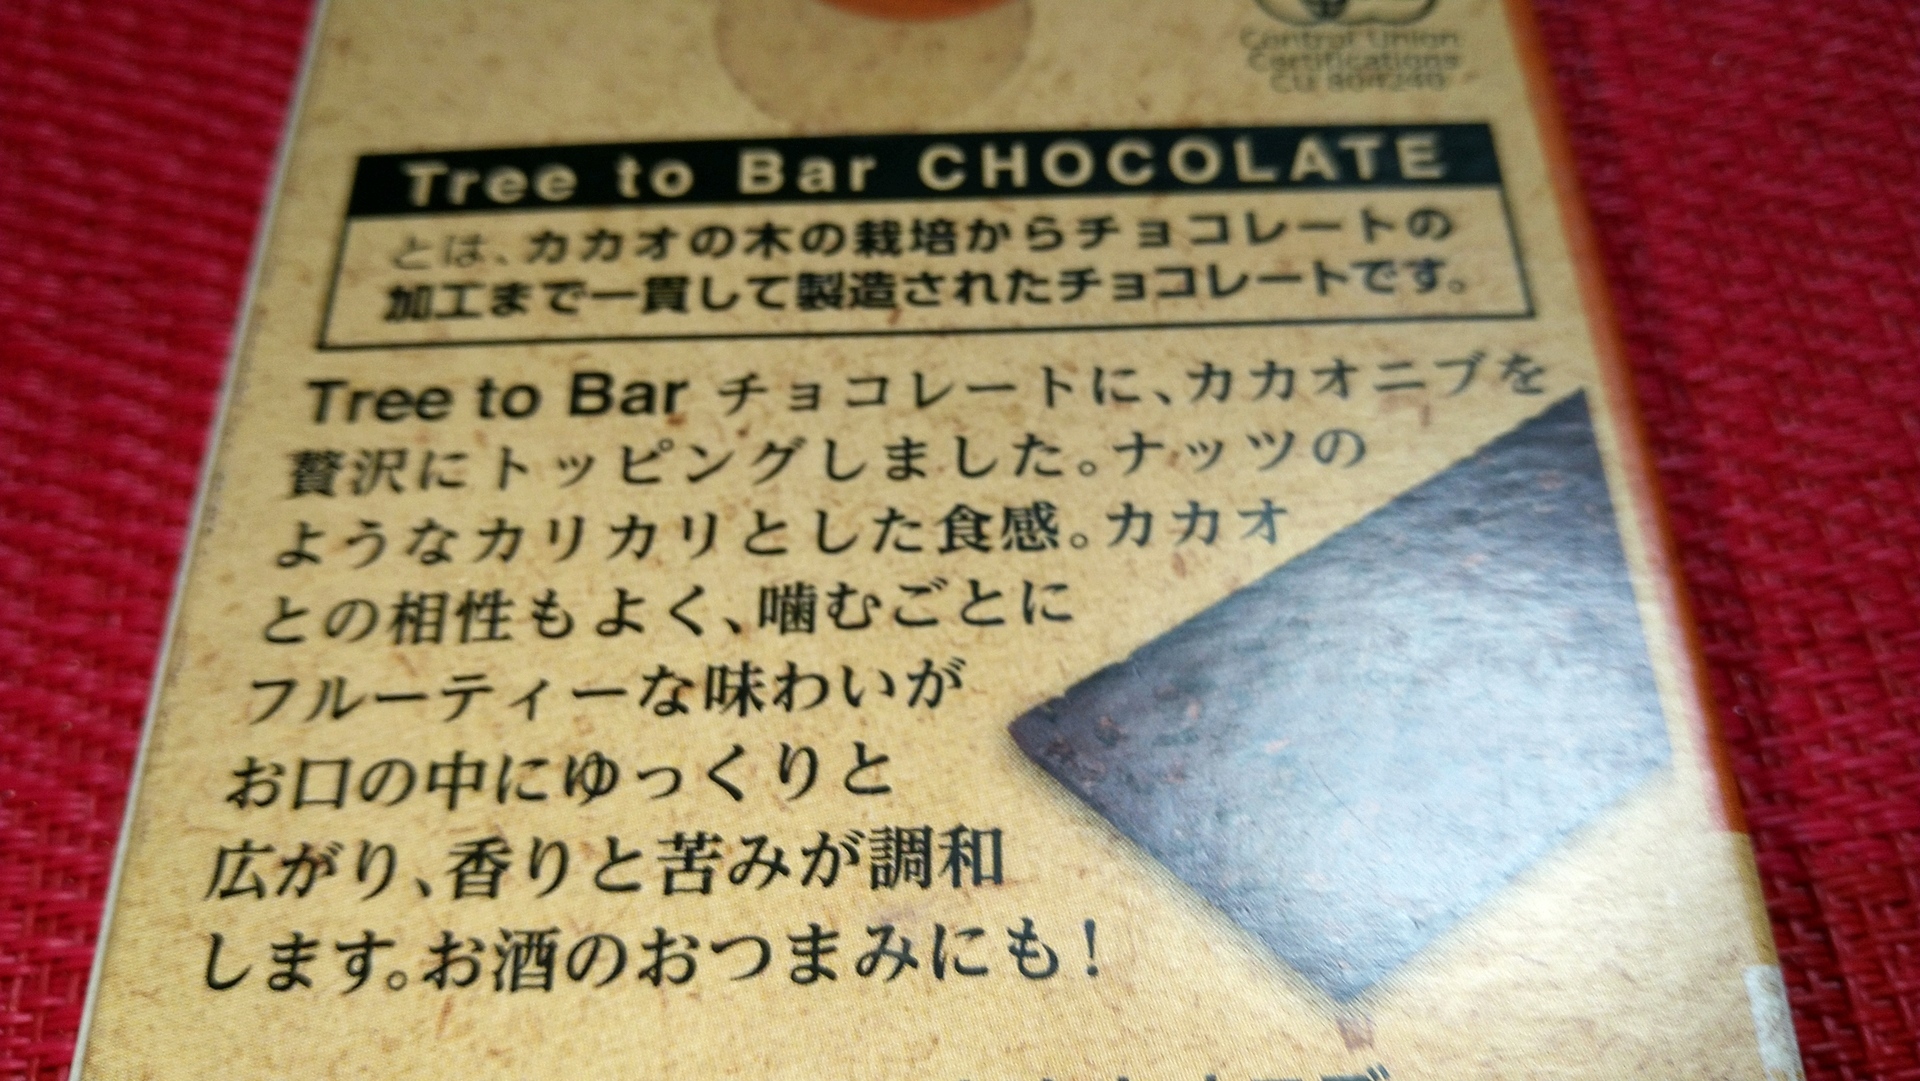 Control Union
Certifications
Tree to Bar CHOCOLATE
とは、カカオの木の栽培からチョコレートの
加工まで一貫して製造されたチョコレートです。
Tree to Bar チョコレートに、カカオニブを
贅沢にトッピングしました。ナッツの
ようなカリカリとした食感。カカオ
との相性もよく、噛むごとに
フルーティーな味わいが
お口の中にゆっくりと
広がり、香りと苦みが調和
します。お酒のおつまみにも!